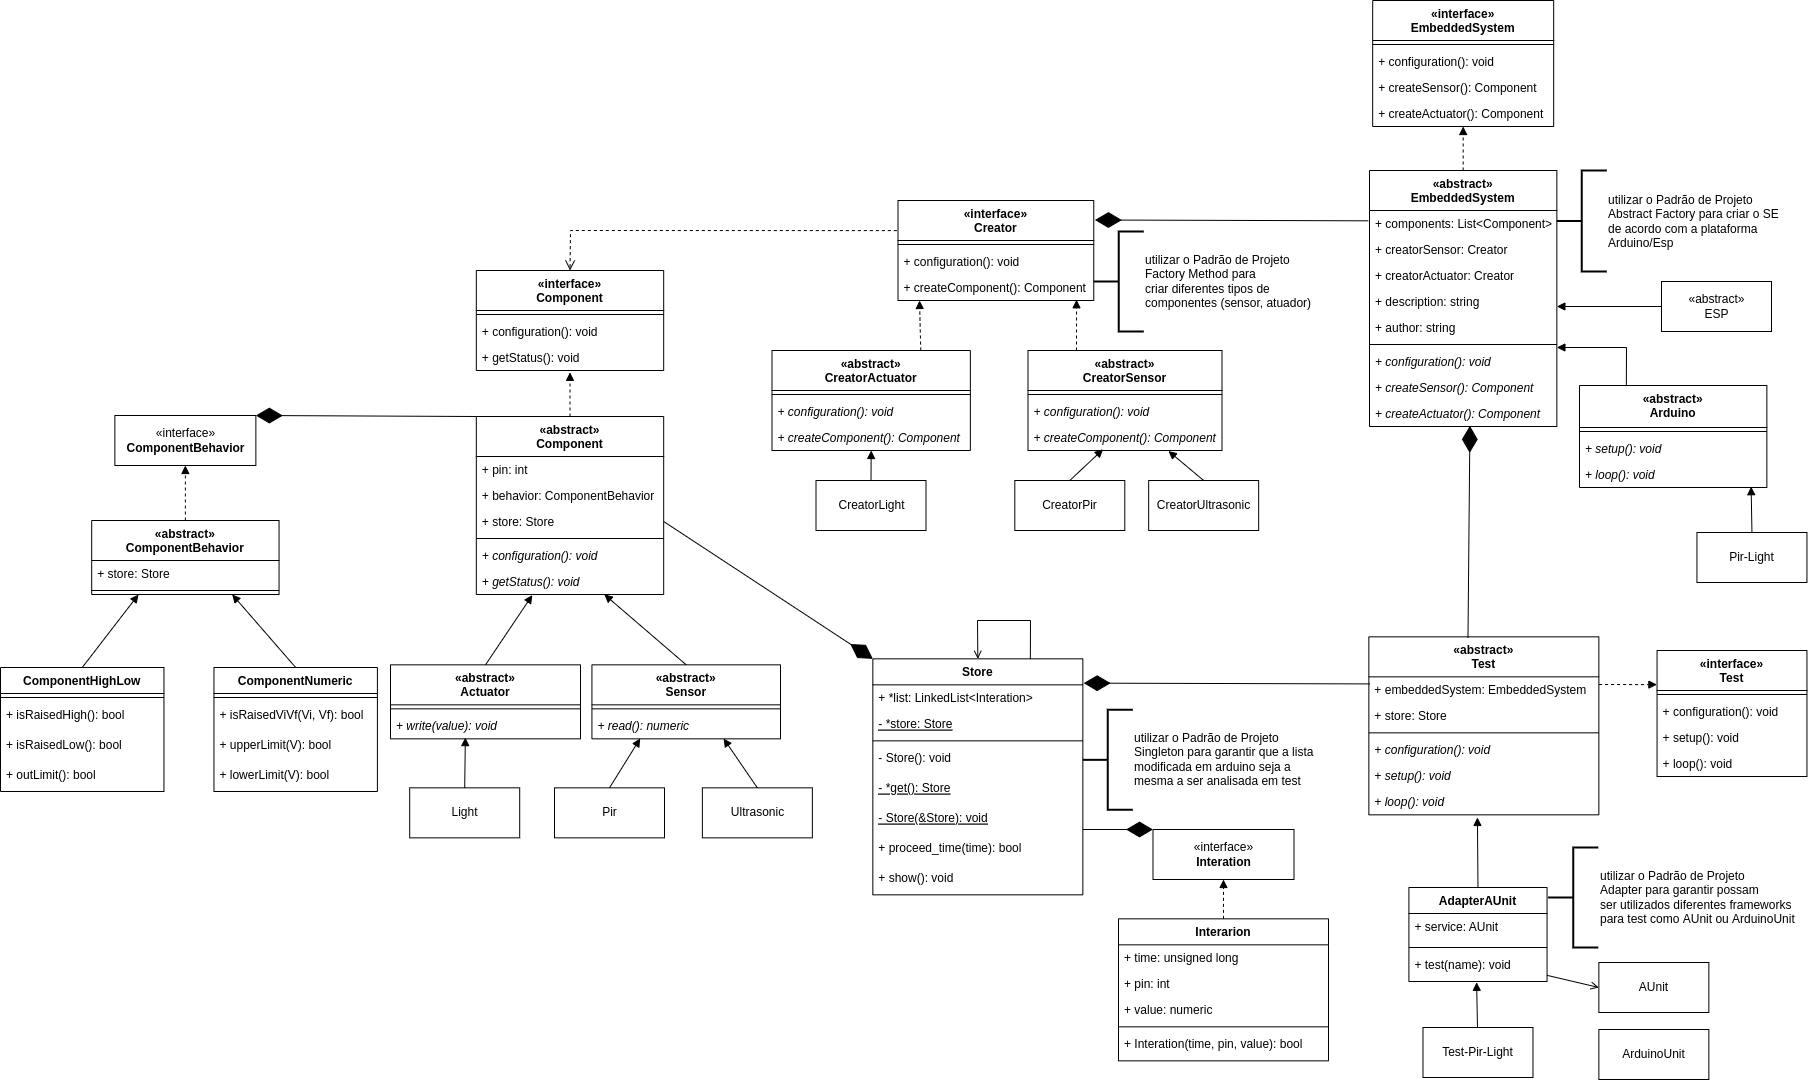 «interface»
EmbeddedSystem
+ configuration(): void
+ createSensor(): Component
+ createActuator(): Component
«abstract»
EmbeddedSystem
+ components: List<Component>
+ creatorSensor: Creator
+ creatorActuator: Creator
+ description: string
+ author: string
+ configuration(): void
+ createSensor(): Component
+ createActuator(): Component
utilizar o Padrão de Projeto
Abstract Factory para criar o SE
de acordo com a plataforma
Arduino/Esp
«abstract»
ESP
«abstract»
Arduino
+ setup(): void
+ loop(): void
Pir-Light
«interface»
Creator
+ configuration(): void
+ createComponent(): Component
utilizar o Padrão de Projeto
Factory Method para
criar diferentes tipos de
componentes (sensor, atuador)
«abstract»
CreatorActuator
+ configuration(): void
+ createComponent(): Component
«abstract»
CreatorSensor
+ configuration(): void
+ createComponent(): Component
CreatorLight
CreatorPir
CreatorUltrasonic
«interface»
Component
+ configuration(): void
+ getStatus(): void
«abstract»
Component
+ pin: int
+ behavior: ComponentBehavior
+ store: Store
+ configuration(): void
+ getStatus(): void
«interface»
ComponentBehavior
«abstract»
ComponentBehavior
+ store: Store
ComponentHighLow
+ isRaisedHigh(): bool
+ isRaisedLow(): bool
+ outLimit(): bool
ComponentNumeric
+ isRaisedViVf(Vi, Vf): bool
+ upperLimit(V): bool
+ lowerLimit(V): bool
«abstract»
Actuator
+ write(value): void
«abstract»
Sensor
+ read(): numeric
Light
Pir
Ultrasonic
Store
+ *list: LinkedList<Interation>
- *store: Store
- Store(): void
- *get(): Store
- Store(&Store): void
+ proceed_time(time): bool
+ show(): void
utilizar o Padrão de Projeto
Singleton para garantir que a lista
modificada em arduino seja a
mesma a ser analisada em test
«interface»
Interation
Interarion
+ time: unsigned long
+ pin: int
+ value: numeric
+ Interation(time, pin, value): bool
«abstract»
Test
+ embeddedSystem: EmbeddedSystem
+ store: Store
+ configuration(): void
+ setup(): void
+ loop(): void
«interface»
Test
+ configuration(): void
+ setup(): void
+ loop(): void
AdapterAUnit
+ service: AUnit
+ test(name): void
utilizar o Padrão de Projeto
Adapter para garantir possam
ser utilizados diferentes frameworks
para test como AUnit ou ArduinoUnit
AUnit
Test-Pir-Light
ArduinoUnit